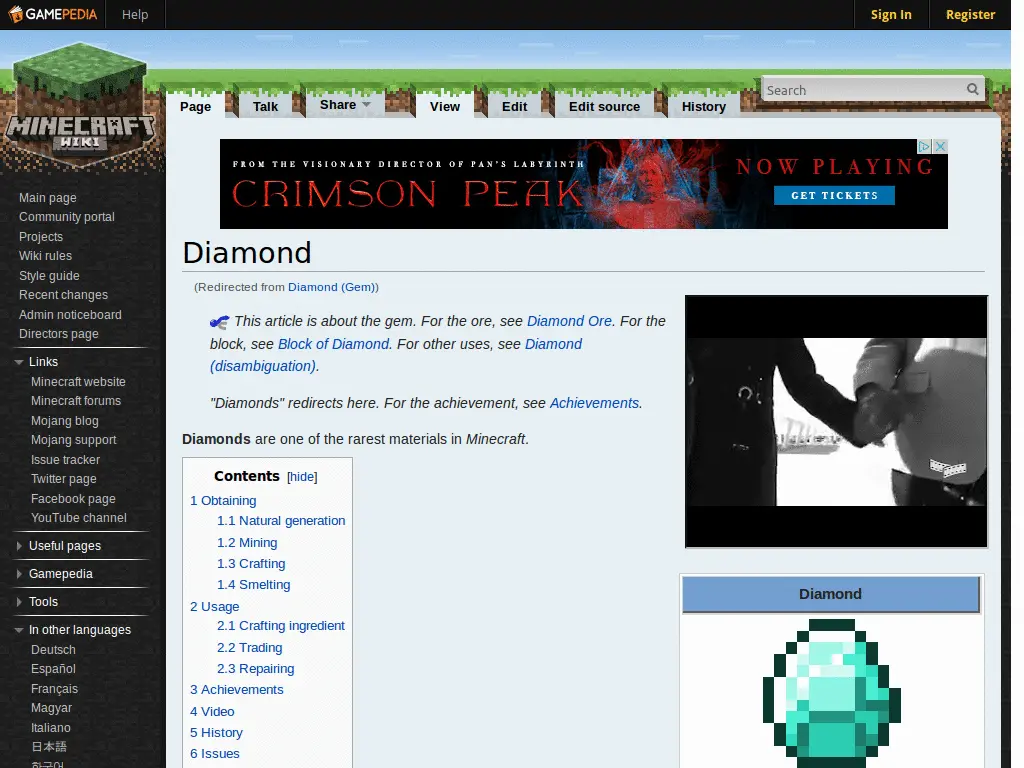 GAMEPEDIA
Help
Sign In
Register
MINECRAFT
WIKI
Page
Talk
Share
View
Edit
Edit source
History
Search
FROM THE VISIONARY DIRECTOR OF PAN'S LABYRINTH
CRIMSON PEAK
NOW PLAYING
GET TICKETS
Main page
Community portal
Projects
Wiki rules
Style guide
Recent changes
Admin noticeboard
Directors page
Links
Minecraft website
Minecraft forums
Mojang blog
Mojang support
Issue tracker
Twitter page
Facebook page
YouTube channel
Useful pages
Gamepedia
Tools
In other languages
Deutsch
Español
Français
Magyar
Italiano
日本語
한국어
Diamond
(Redirected from Diamond (Gem))
This article is about the gem. For the ore, see Diamond Ore. For the
block, see Block of Diamond. For other uses, see Diamond
(disambiguation).
"Diamonds" redirects here. For the achievement, see Achievements.
Diamonds are one of the rarest materials in Minecraft.
Contents [hide]
1 Obtaining
1.1 Natural generation
1.2 Mining
1.3 Crafting
1.4 Smelting
2 Usage
2.1 Crafting ingredient
2.2 Trading
2.3 Repairing
3 Achievements
4 Video
5 History
6 Issues
Diamond